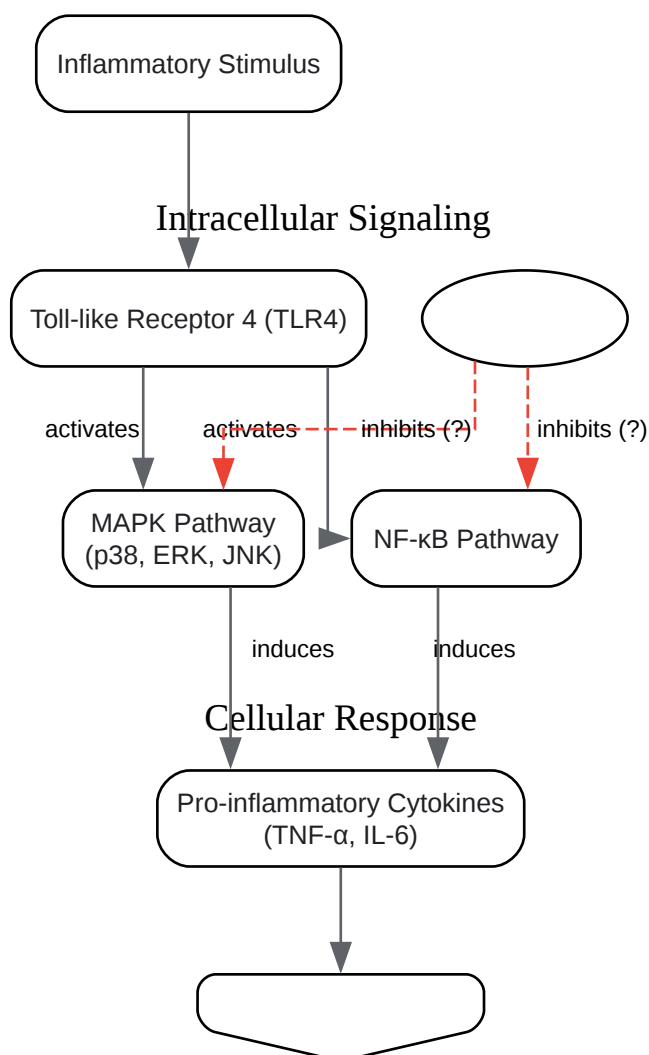 Inflammatory Stimulus
Intracellular Signaling
Toll-like Receptor 4 (TLR4)
activates
activates
inhibits (?)
inhibits (?)
MAPK Pathway
(p38, ERK, JNK)
NF-κB Pathway
induces
induces
Cellular Response
Pro-inflammatory Cytokines
(TNF-α, IL-6)